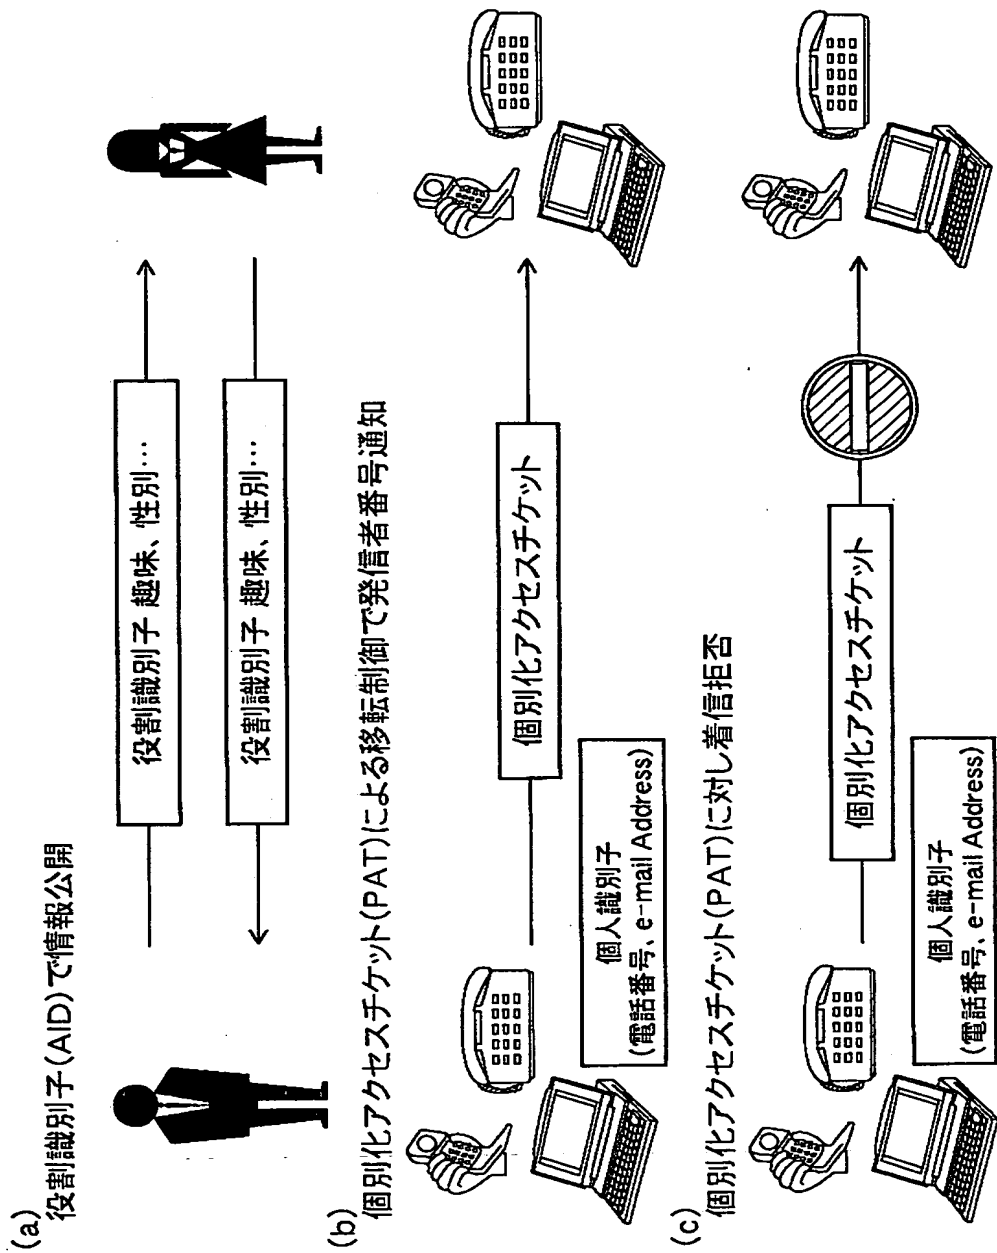 (a)
役割識別子(AID)で情報公開
役割識別子 趣味、性別…
役割識別子 趣味、性別…
(b)
個別化アクセスチケット(PAT)による移転制御で発信者番号通知
個別化アクセスチケット
個人識別子
(電話番号、e-mail Address)
(c)
個別化アクセスチケット(PAT)に対し着信拒否
個別化アクセスチケット
個人識別子
(電話番号、e-mail Address)